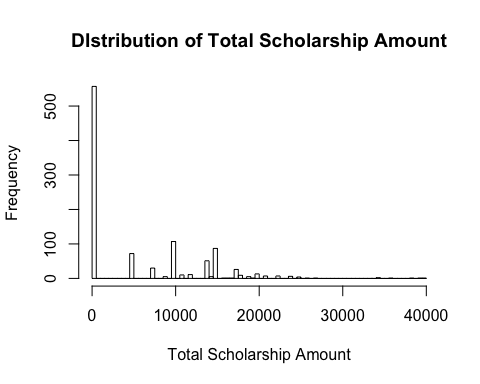 DIstribution of Total Scholarship Amount
Frequency
500
300
100
0
0 10000 20000 30000 40000
Total Scholarship Amount